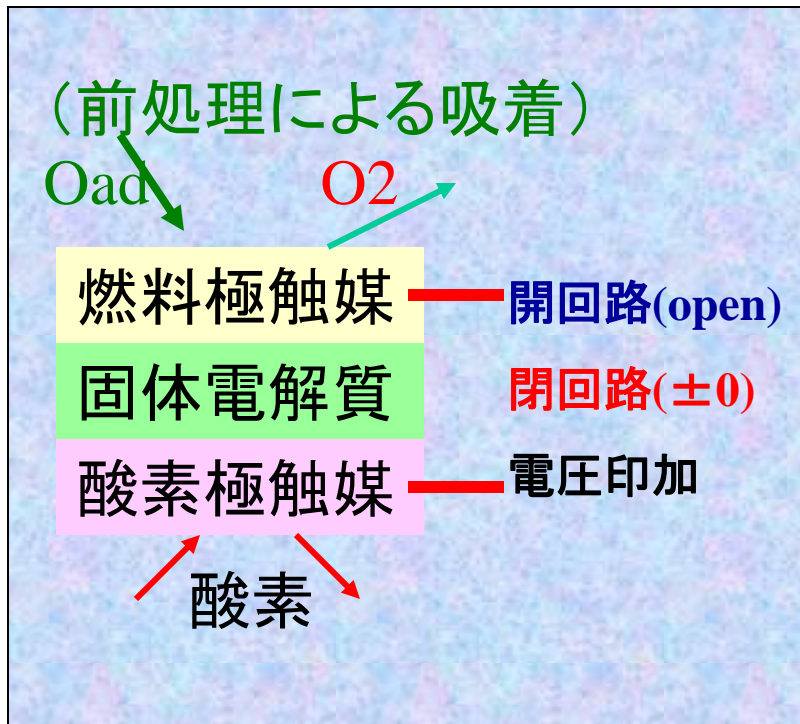 （前処理による吸着）
Oad O2
燃料極触媒
開回路(open)
固体電解質
閉回路(±0)
酸素極触媒
電圧印加
酸素